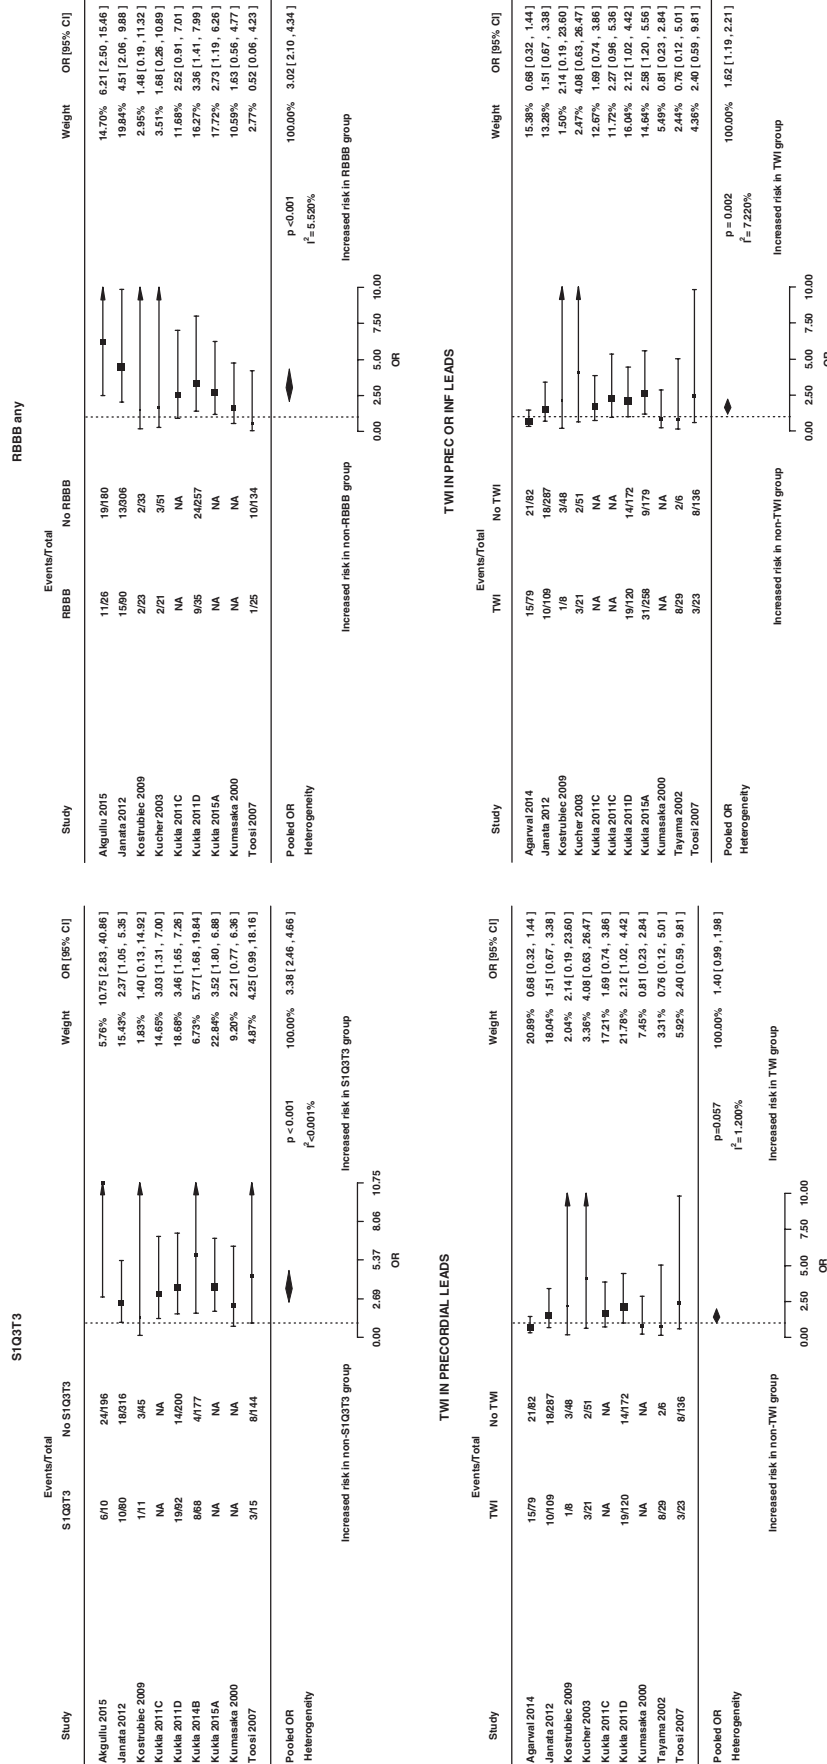 S1Q3T3
Events/Total
Study S1Q3T3 No S1Q3T3 Weight OR [95% CI]
Akgullu 2015 6/10 24/196 5.76% 10.75 [ 2.83 , 40.86 ]
Janata 2012 10/80 18/316 15.43% 2.37 [ 1.05 , 5.35 ]
Kostrubiec 2009 1/11 3/45 1.83% 1.40 [ 0.13 , 14.92 ]
Kukla 2011C NA NA 14.65% 3.03 [ 1.31 , 7.00 ]
Kukla 2011D 19/92 14/200 18.68% 3.46 [ 1.65 , 7.26 ]
Kukla 2014B 8/68 4/177 6.73% 5.77 [ 1.68 , 19.84 ]
Kukla 2015A NA NA 22.84% 3.52 [ 1.80 , 6.88 ]
Kumasaka 2000 NA NA 9.20% 2.21 [ 0.77 , 6.36 ]
Toosi 2007 3/15 8/144 4.87% 4.25 [ 0.99 , 18.16 ]
Pooled OR p < 0.001 100.00% 3.38 [ 2.46 , 4.66 ]
Heterogeneity I²<0.001%
Increased risk in non-S1Q3T3 group Increased risk in S1Q3T3 group
0.00 2.69 5.37 8.06 10.75
OR
RBBB any
Events/Total
Study RBBB No RBBB Weight OR [95% CI]
Akgullu 2015 11/26 19/180 14.70% 6.21 [ 2.50 , 15.46 ]
Janata 2012 15/90 13/306 19.84% 4.51 [ 2.06 , 9.88 ]
Kostrubiec 2009 2/23 2/33 2.95% 1.48 [ 0.19 , 11.32 ]
Kucher 2003 2/21 3/51 3.51% 1.68 [ 0.26 , 10.89 ]
Kukla 2011C NA NA 11.68% 2.52 [ 0.91 , 7.01 ]
Kukla 2011D 9/35 24/257 16.27% 3.36 [ 1.41 , 7.99 ]
Kukla 2015A NA NA 17.72% 2.73 [ 1.19 , 6.26 ]
Kumasaka 2000 NA NA 10.59% 1.63 [ 0.56 , 4.77 ]
Toosi 2007 1/25 10/134 2.77% 0.52 [ 0.06 , 4.23 ]
Pooled OR p <0.001 100.00% 3.02 [ 2.10 , 4.34 ]
Heterogeneity I²= 5.520%
Increased risk in non-RBBB group Increased risk in RBBB group
0.00 2.50 5.00 7.50 10.00
OR
TWI IN PRECORDIAL LEADS
Events/Total
Study TWI No TWI Weight OR [95% CI]
Agarwal 2014 15/79 21/82 20.89% 0.68 [ 0.32 , 1.44 ]
Janata 2012 10/109 18/287 18.04% 1.51 [ 0.67 , 3.38 ]
Kostrubiec 2009 1/8 3/48 2.04% 2.14 [ 0.19 , 23.60 ]
Kucher 2003 3/21 2/51 3.36% 4.08 [ 0.63 , 26.47 ]
Kukla 2011C NA NA 17.21% 1.69 [ 0.74 , 3.86 ]
Kukla 2011D 19/120 14/172 21.78% 2.12 [ 1.02 , 4.42 ]
Kumasaka 2000 NA NA 7.45% 0.81 [ 0.23 , 2.84 ]
Tayama 2002 8/29 2/6 3.31% 0.76 [ 0.12 , 5.01 ]
Toosi 2007 3/23 8/136 5.92% 2.40 [ 0.59 , 9.81 ]
Pooled OR p=0.057 100.00% 1.40 [ 0.99 , 1.98 ]
Heterogeneity I²= 1.200%
Increased risk in non-TWI group Increased risk in TWI group
0.00 2.50 5.00 7.50 10.00
OR
TWI IN PREC OR INF LEADS
Events/Total
Study TWI No TWI Weight OR [95% CI]
Agarwal 2014 15/79 21/82 15.38% 0.68 [ 0.32 , 1.44 ]
Janata 2012 10/109 18/287 13.28% 1.51 [ 0.67 , 3.38 ]
Kostrubiec 2009 1/8 3/48 1.50% 2.14 [ 0.19 , 23.60 ]
Kucher 2003 3/21 2/51 2.47% 4.08 [ 0.63 , 26.47 ]
Kukla 2011C NA NA 12.67% 1.69 [ 0.74 , 3.86 ]
Kukla 2011C NA NA 11.72% 2.27 [ 0.96 , 5.36 ]
Kukla 2011D 19/120 14/172 16.04% 2.12 [ 1.02 , 4.42 ]
Kukla 2015A 31/258 9/179 14.64% 2.58 [ 1.20 , 5.56 ]
Kumasaka 2000 NA NA 5.49% 0.81 [ 0.23 , 2.84 ]
Tayama 2002 8/29 2/6 2.44% 0.76 [ 0.12 , 5.01 ]
Toosi 2007 3/23 8/136 4.36% 2.40 [ 0.59 , 9.81 ]
Pooled OR p = 0.002 100.00% 1.62 [ 1.19 , 2.21 ]
Heterogeneity I²= 7.220%
Increased risk in non-TWI group Increased risk in TWI group
0.00 2.50 5.00 7.50 10.00
OR